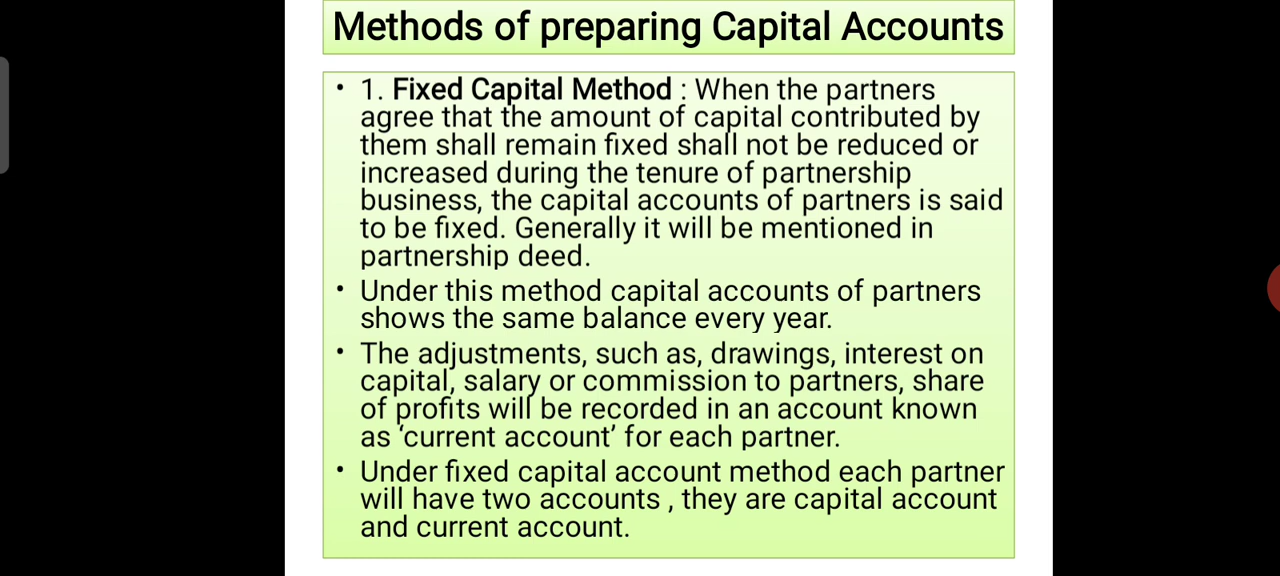 Methods of preparing Capital Accounts
• 1. Fixed Capital Method : When the partners
agree that the amount of capital contributed by
them shall remain fixed shall not be reduced or
increased during the tenure of partnership
business, the capital accounts of partners is said
to be fixed. Generally it will be mentioned in
partnership deed.
• Under this method capital accounts of partners
shows the same balance every year.
• The adjustments, such as, drawings, interest on
capital, salary or commission to partners, share
of profits will be recorded in an account known
as ‘current account’ for each partner.
• Under fixed capital account method each partner
will have two accounts , they are capital account
and current account.